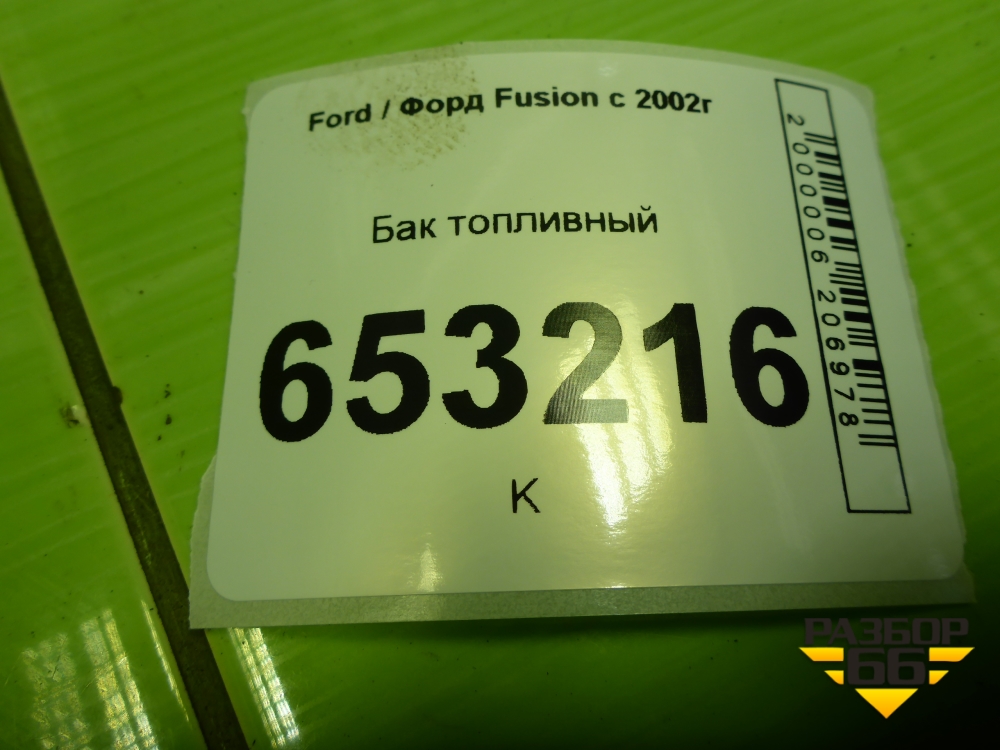 Ford / Форд Fusion с 2002г
Бак топливный
653216
К
2000006206978
РАЗБОР
66